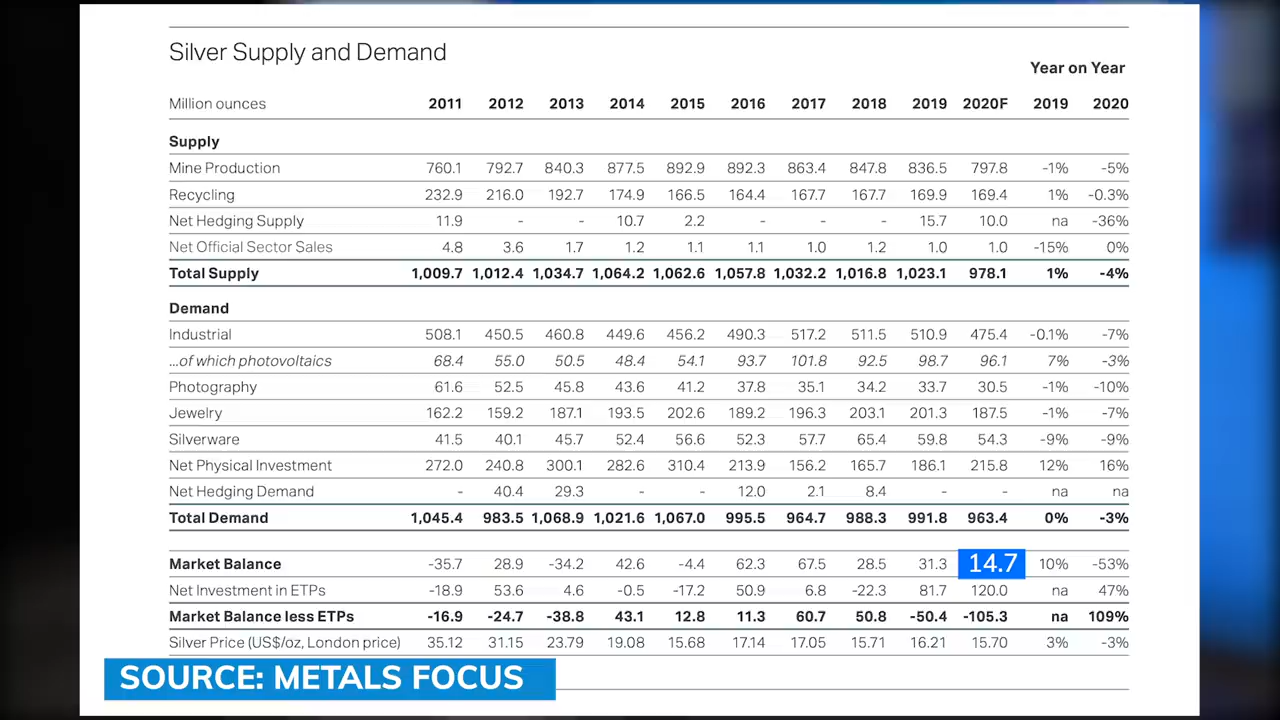 Silver Supply and Demand
Year on Year
Million ounces 2011 2012 2013 2014 2015 2016 2017 2018 2019 2020F 2019 2020
Supply
Mine Production 760.1 792.7 840.3 877.5 892.9 892.3 863.4 847.8 836.5 797.8 -1% -5%
Recycling 232.9 216.0 192.7 174.9 166.5 164.4 167.7 167.7 169.9 169.4 1% -0.3%
Net Hedging Supply 11.9 - - 10.7 2.2 - - - 15.7 10.0 na -36%
Net Official Sector Sales 4.8 3.6 1.7 1.2 1.1 1.1 1.0 1.2 1.0 1.0 -15% 0%
Total Supply 1,009.7 1,012.4 1,034.7 1,064.2 1,062.6 1,057.8 1,032.2 1,016.8 1,023.1 978.1 1% -4%
Demand
Industrial 508.1 450.5 460.8 449.6 456.2 490.3 517.2 511.5 510.9 475.4 -0.1% -7%
...of which photovoltaics 68.4 55.0 50.5 48.4 54.1 93.7 101.8 92.5 98.7 96.1 7% -3%
Photography 61.6 52.5 45.8 43.6 41.2 37.8 35.1 34.2 33.7 30.5 -1% -10%
Jewelry 162.2 159.2 187.1 193.5 202.6 189.2 196.3 203.1 201.3 187.5 -1% -7%
Silverware 41.5 40.1 45.7 52.4 56.6 52.3 57.7 65.4 59.8 54.3 -9% -9%
Net Physical Investment 272.0 240.8 300.1 282.6 310.4 213.9 156.2 165.7 186.1 215.8 12% 16%
Net Hedging Demand - 40.4 29.3 - - 12.0 2.1 8.4 - - na na
Total Demand 1,045.4 983.5 1,068.9 1,021.6 1,067.0 995.5 964.7 988.3 991.8 963.4 0% -3%
Market Balance -35.7 28.9 -34.2 42.6 -4.4 62.3 67.5 28.5 31.3 14.7 10% -53%
Net Investment in ETPs -18.9 53.6 4.6 -0.5 -17.2 50.9 6.8 -22.3 81.7 120.0 na 47%
Market Balance less ETPs -16.9 -24.7 -38.8 43.1 12.8 11.3 60.7 50.8 -50.4 -105.3 na 109%
Silver Price (US$/oz, London price) 35.12 31.15 23.79 19.08 15.68 17.14 17.05 15.71 16.21 15.70 3% -3%
SOURCE: METALS FOCUS